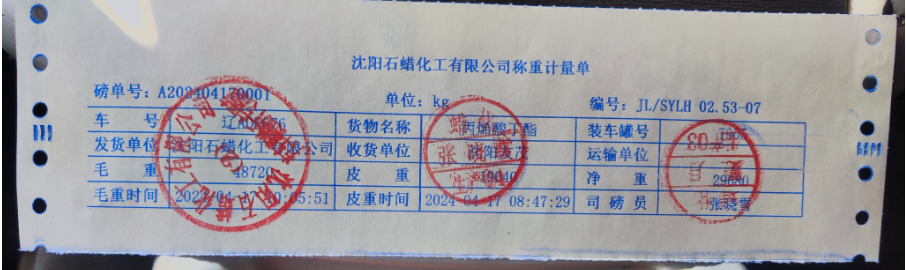 沈阳石蜡化工有限公司称重计量单
磅单号：A202404170001 单位：kg 编号：JL/SYLH 02.53-07
车 号 货物名称 丙烯酸丁酯 装车罐号
发货单位 沈阳石蜡化工有限公司 收货单位 运输单位
毛 重 48720 皮 重 19040 净 重 29680
毛重时间 2024-04-17 10:05:51 皮重时间 2024-04-17 08:47:29 司磅员 张晓雪